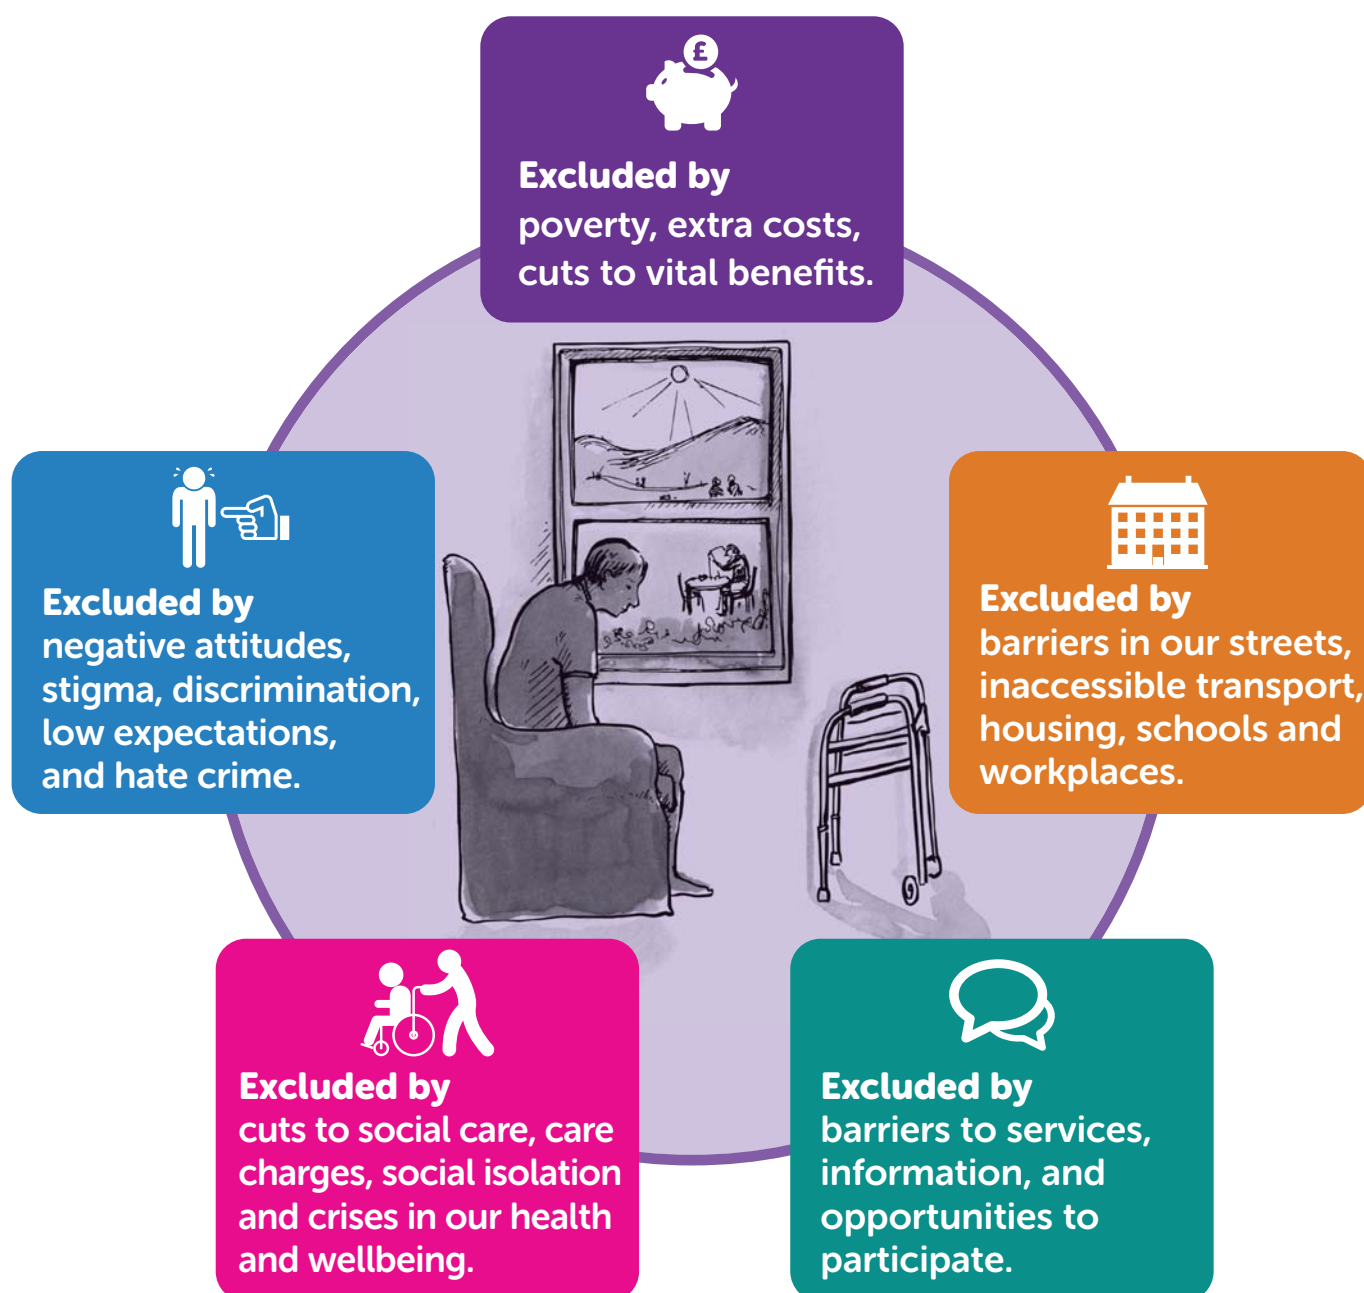 £
Excluded by
poverty, extra costs,
cuts to vital benefits.
Excluded by
negative attitudes,
stigma, discrimination,
low expectations,
and hate crime.
Excluded by
barriers in our streets,
inaccessible transport,
housing, schools and
workplaces.
Excluded by
cuts to social care, care
charges, social isolation
and crises in our health
and wellbeing.
Excluded by
barriers to services,
information, and
opportunities to
participate.